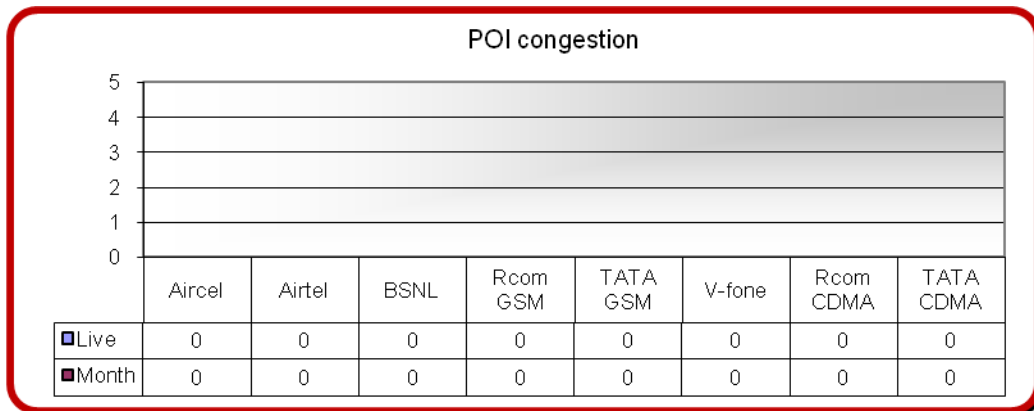 POI congestion
5
4
3
2
1
0
Aircel Airtel BSNL Rcom GSM TATA GSM V-fone Rcom CDMA TATA CDMA
Live 0 0 0 0 0 0 0 0
Month 0 0 0 0 0 0 0 0